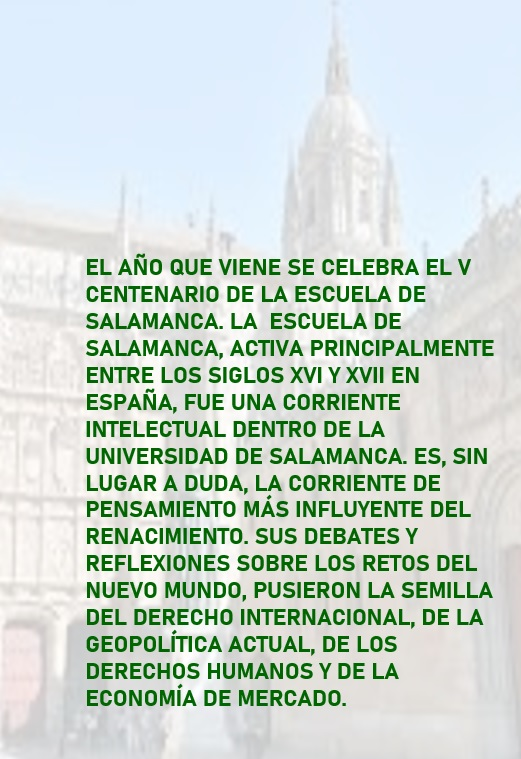 EL AÑO QUE VIENE SE CELEBRA EL V
CENTENARIO DE LA ESCUELA DE
SALAMANCA. LA  ESCUELA DE
SALAMANCA, ACTIVA PRINCIPALMENTE
ENTRE LOS SIGLOS XVI Y XVII EN
ESPAÑA, FUE UNA CORRIENTE
INTELECTUAL DENTRO DE LA
UNIVERSIDAD DE SALAMANCA. ES, SIN
LUGAR A DUDA, LA CORRIENTE DE
PENSAMIENTO MÁS INFLUYENTE DEL
RENACIMIENTO. SUS DEBATES Y
REFLEXIONES SOBRE LOS RETOS DEL
NUEVO MUNDO, PUSIERON LA SEMILLA
DEL DERECHO INTERNACIONAL, DE LA
GEOPOLÍTICA ACTUAL, DE LOS
DERECHOS HUMANOS Y DE LA
ECONOMÍA DE MERCADO.